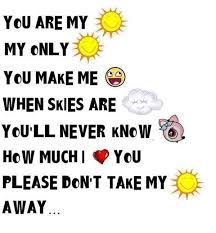 YOU ARE MY
MY ONLY
YOU MAKE ME
WHEN SKIES ARE
YOU'LL NEVER KNOW
HOW MUCH I YOU
PLEASE DON'T TAKE MY
AWAY...